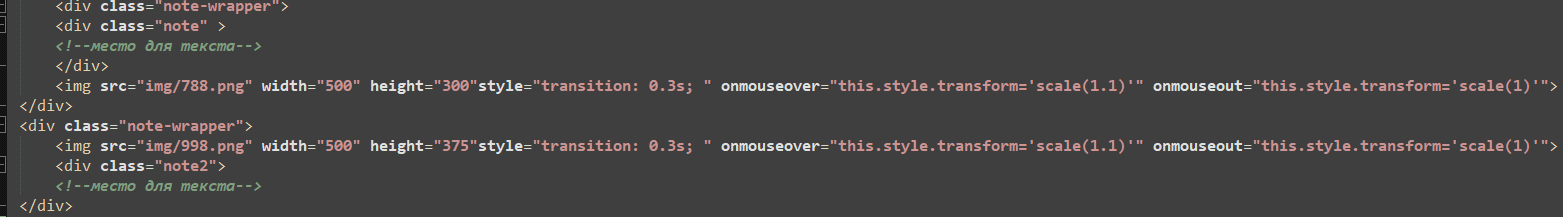 <div class="note-wrapper">
<div class="note" >
<!--место для текста-->
</div>
<img src="img/788.png" width="500" height="300"style="transition: 0.3s; " onmouseover="this.style.transform='scale(1.1)'" onmouseout="this.style.transform='scale(1)'">
</div>
<div class="note-wrapper">
<img src="img/998.png" width="500" height="375"style="transition: 0.3s; " onmouseover="this.style.transform='scale(1.1)'" onmouseout="this.style.transform='scale(1)'">
<div class="note2">
<!--место для текста-->
</div>